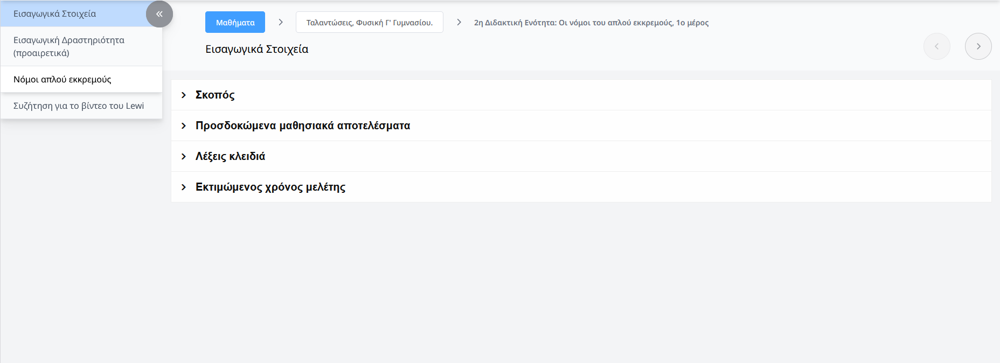 Εισαγωγικά Στοιχεία
Εισαγωγική Δραστηριότητα
(προαιρετικά)
Νόμοι απλού εκκρεμούς
Συζήτηση για το βίντεο του Lewi
Μαθήματα > Ταλαντώσεις, Φυσική Γ' Γυμνασίου. > 2η Διδακτική Ενότητα: Οι νόμοι του απλού εκκρεμούς, 1ο μέρος
Εισαγωγικά Στοιχεία
Σκοπός
Προσδοκώμενα μαθησιακά αποτελέσματα
Λέξεις κλειδιά
Εκτιμώμενος χρόνος μελέτης